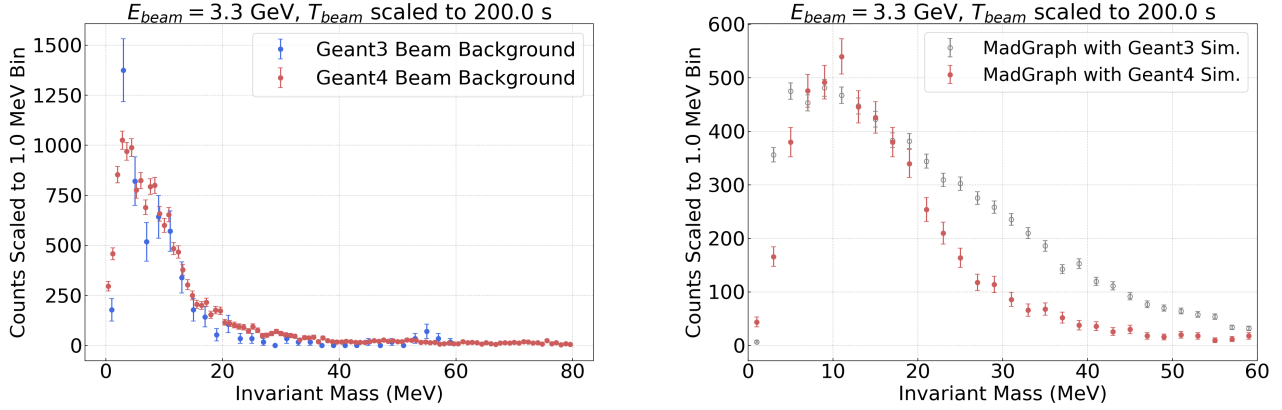 E_beam = 3.3 GeV, T_beam scaled to 200.0 s
Counts Scaled to 1.0 MeV Bin
1500
1250
1000
750
500
250
0
Geant3 Beam Background
Geant4 Beam Background
0 20 40 60 80
Invariant Mass (MeV)
E_beam = 3.3 GeV, T_beam scaled to 200.0 s
Counts Scaled to 1.0 MeV Bin
600
500
400
300
200
100
0
MadGraph with Geant3 Sim.
MadGraph with Geant4 Sim.
0 10 20 30 40 50 60
Invariant Mass (MeV)